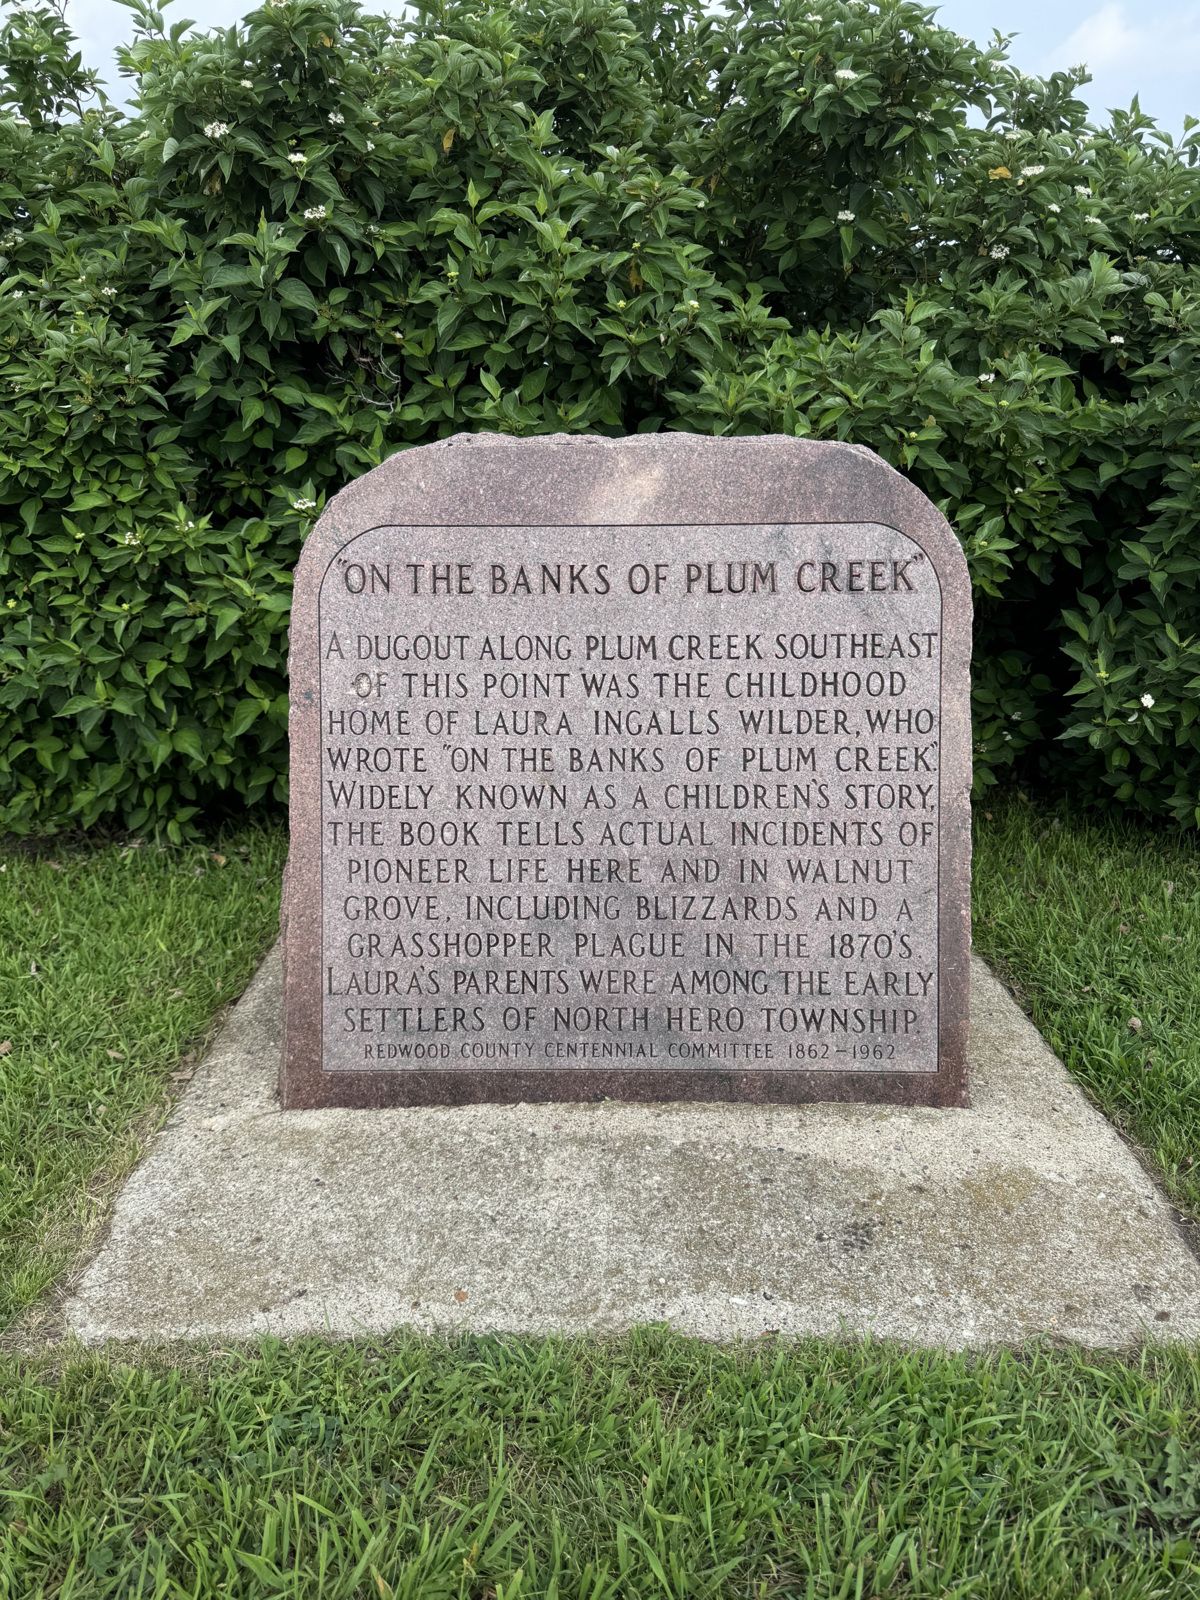 "ON THE BANKS OF PLUM CREEK"
A DUGOUT ALONG PLUM CREEK SOUTHEAST
OF THIS POINT WAS THE CHILDHOOD
HOME OF LAURA INGALLS WILDER, WHO
WROTE "ON THE BANKS OF PLUM CREEK."
WIDELY KNOWN AS A CHILDREN'S STORY,
THE BOOK TELLS ACTUAL INCIDENTS OF
PIONEER LIFE HERE AND IN WALNUT
GROVE, INCLUDING BLIZZARDS AND A
GRASSHOPPER PLAGUE IN THE 1870'S.
LAURA'S PARENTS WERE AMONG THE EARLY
SETTLERS OF NORTH HERO TOWNSHIP.
REDWOOD COUNTY CENTENNIAL COMMITTEE 1862-1962